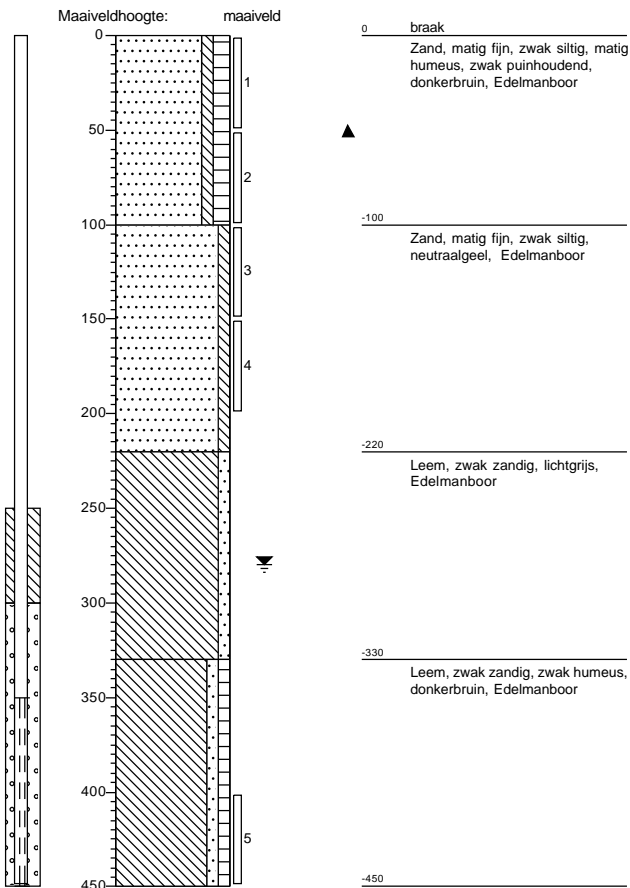 Maaiveldhoogte: maaiveld
0
50
100
150
200
250
300
350
400
450
1
2
3
4
5
0 braak
Zand, matig fijn, zwak siltig, matig
humeus, zwak puinhoudend,
donkerbruin, Edelmanboor
-100
Zand, matig fijn, zwak siltig,
neutraalgeel, Edelmanboor
-220
Leem, zwak zandig, lichtgrijs,
Edelmanboor
-330
Leem, zwak zandig, zwak humeus,
donkerbruin, Edelmanboor
-450